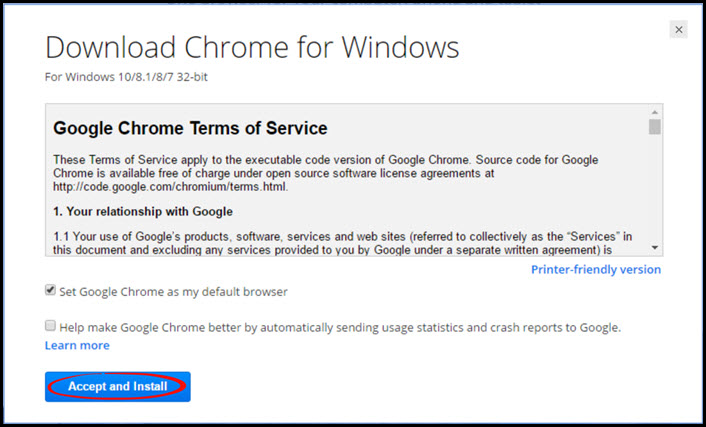 Download Chrome for Windows
For Windows 10/8.1/8/7 32-bit
Google Chrome Terms of Service
These Terms of Service apply to the executable code version of Google Chrome. Source code for Google
Chrome is available free of charge under open source software license agreements at
http://code.google.com/chromium/terms.html.
1. Your relationship with Google
1.1 Your use of Google's products, software, services and web sites (referred to collectively as the “Services” in
this document and excluding any services provided to you by Google under a separate written agreement) is
Printer-friendly version
Set Google Chrome as my default browser
Help make Google Chrome better by automatically sending usage statistics and crash reports to Google.
Learn more
Accept and Install